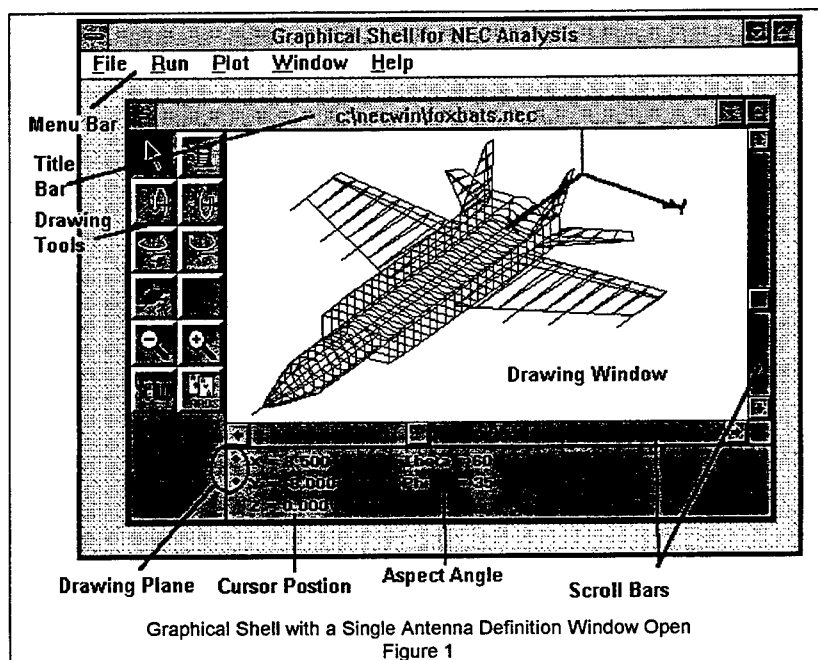 Graphical Shell for NEC Analysis
File Run Plot Window Help
c:\necwin\foxbats.nec
Menu Bar
Title
Bar
Drawing
Tools
Y
Drawing Window
CARDS
Drawing Plane
Cursor Postion
Aspect Angle
Scroll Bars
Graphical Shell with a Single Antenna Definition Window Open
Figure 1